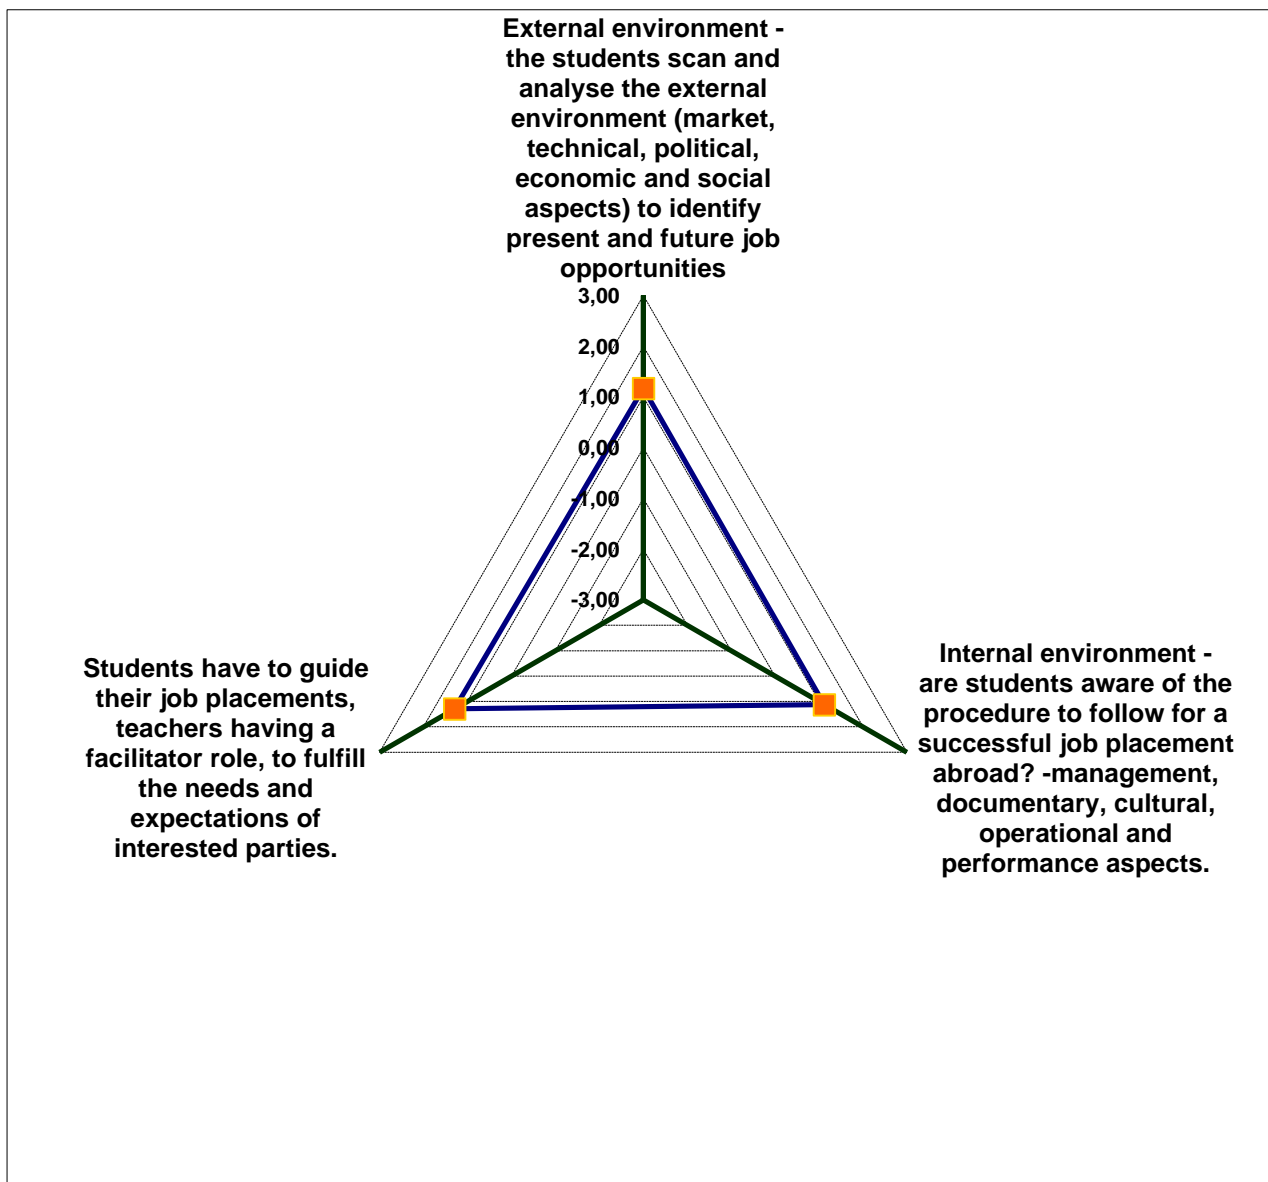 External environment -
the students scan and
analyse the external
environment (market,
technical, political,
economic and social
aspects) to identify
present and future job
opportunities
3,00
2,00
1,00
0,00
-1,00
-2,00
-3,00
Internal environment -
are students aware of the
procedure to follow for a
successful job placement
abroad? -management,
documentary, cultural,
operational and
performance aspects.
Students have to guide
their job placements,
teachers having a
facilitator role, to fulfill
the needs and
expectations of
interested parties.